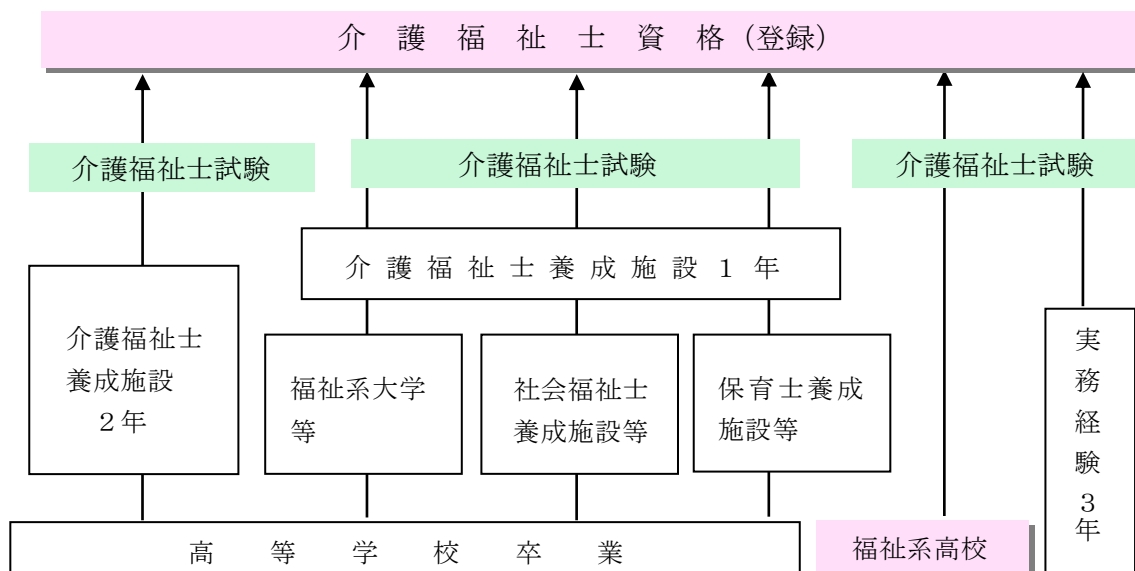 介護福祉士資格(登録)
介護福祉士試験
介護福祉士試験
介護福祉士試験
介護福祉士養成施設１年
介護福祉士
養成施設
２年
福祉系大学
等
社会福祉士
養成施設等
保育士養成
施設等
実務経験３年
高等学校卒業
福祉系高校